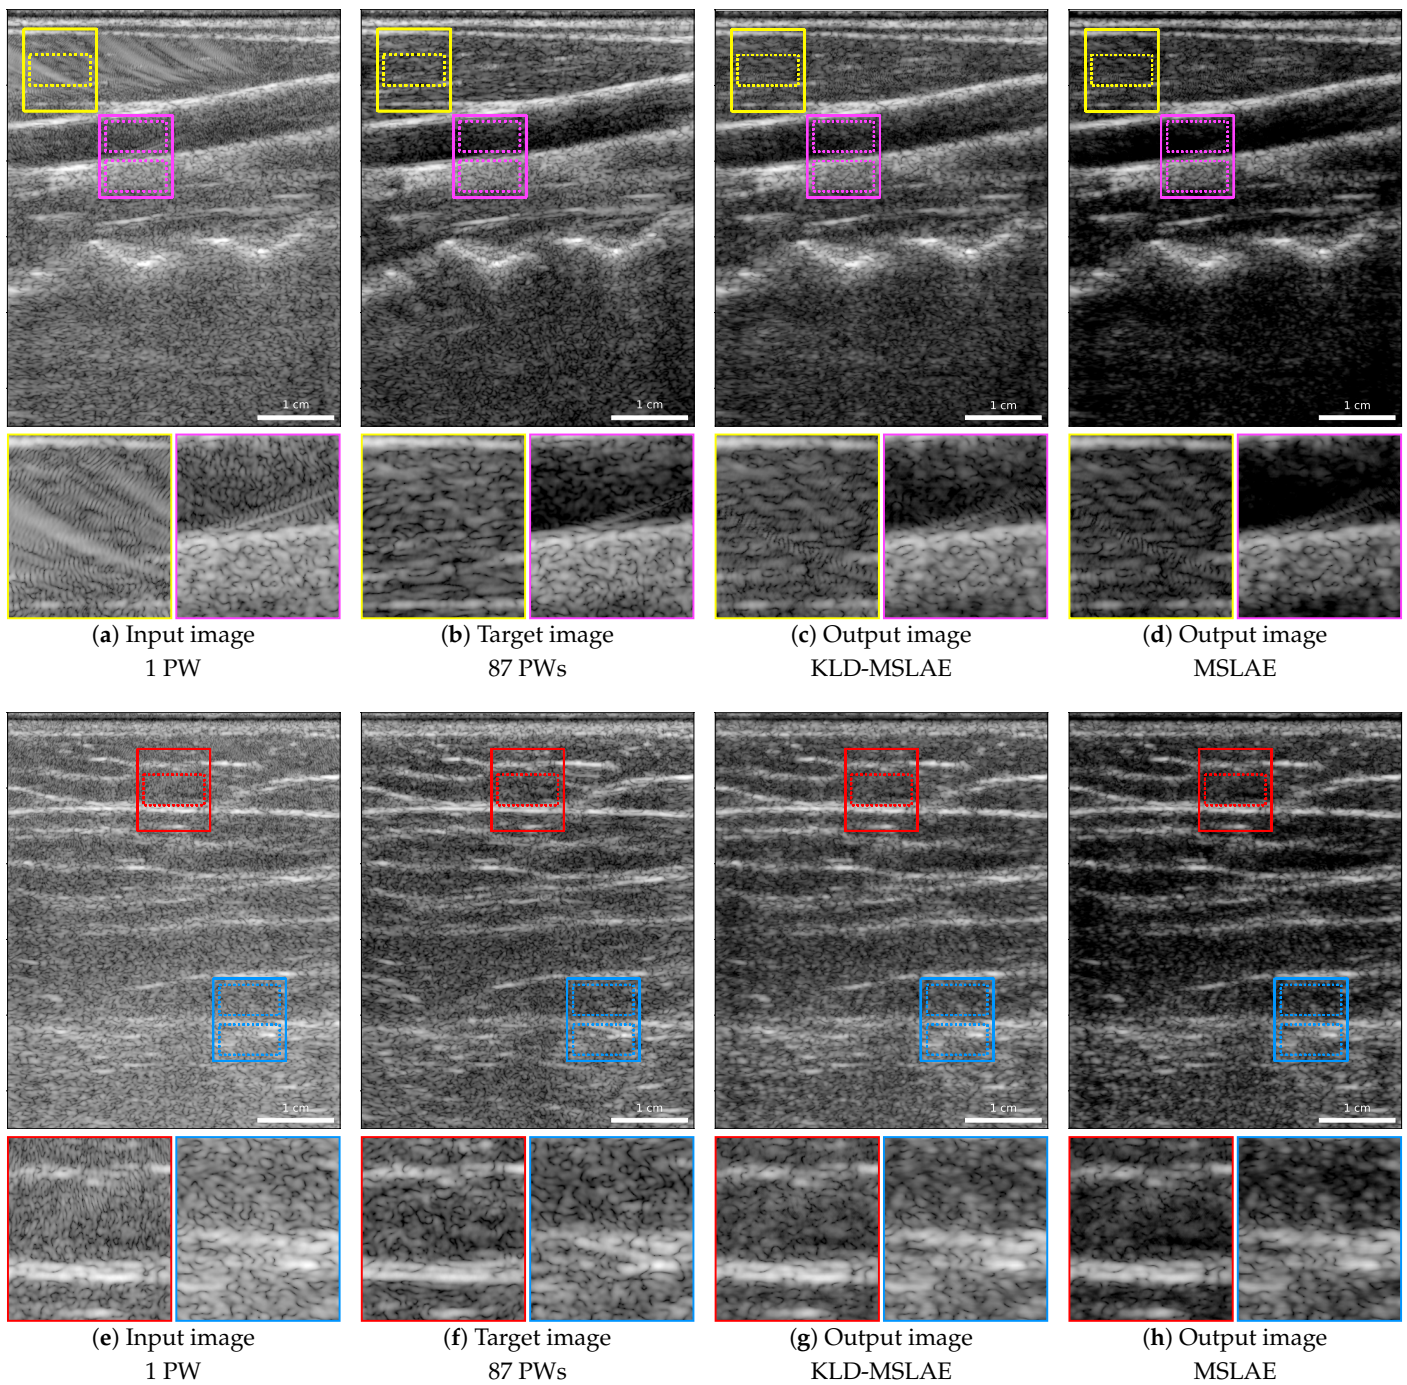 1 cm 1 cm 1 cm 1 cm
(a) Input image (b) Target image (c) Output image (d) Output image
1 PW 87 PWs KLD-MSLAE MSLAE
1 cm 1 cm 1 cm 1 cm
(e) Input image (f) Target image (g) Output image (h) Output image
1 PW 87 PWs KLD-MSLAE MSLAE